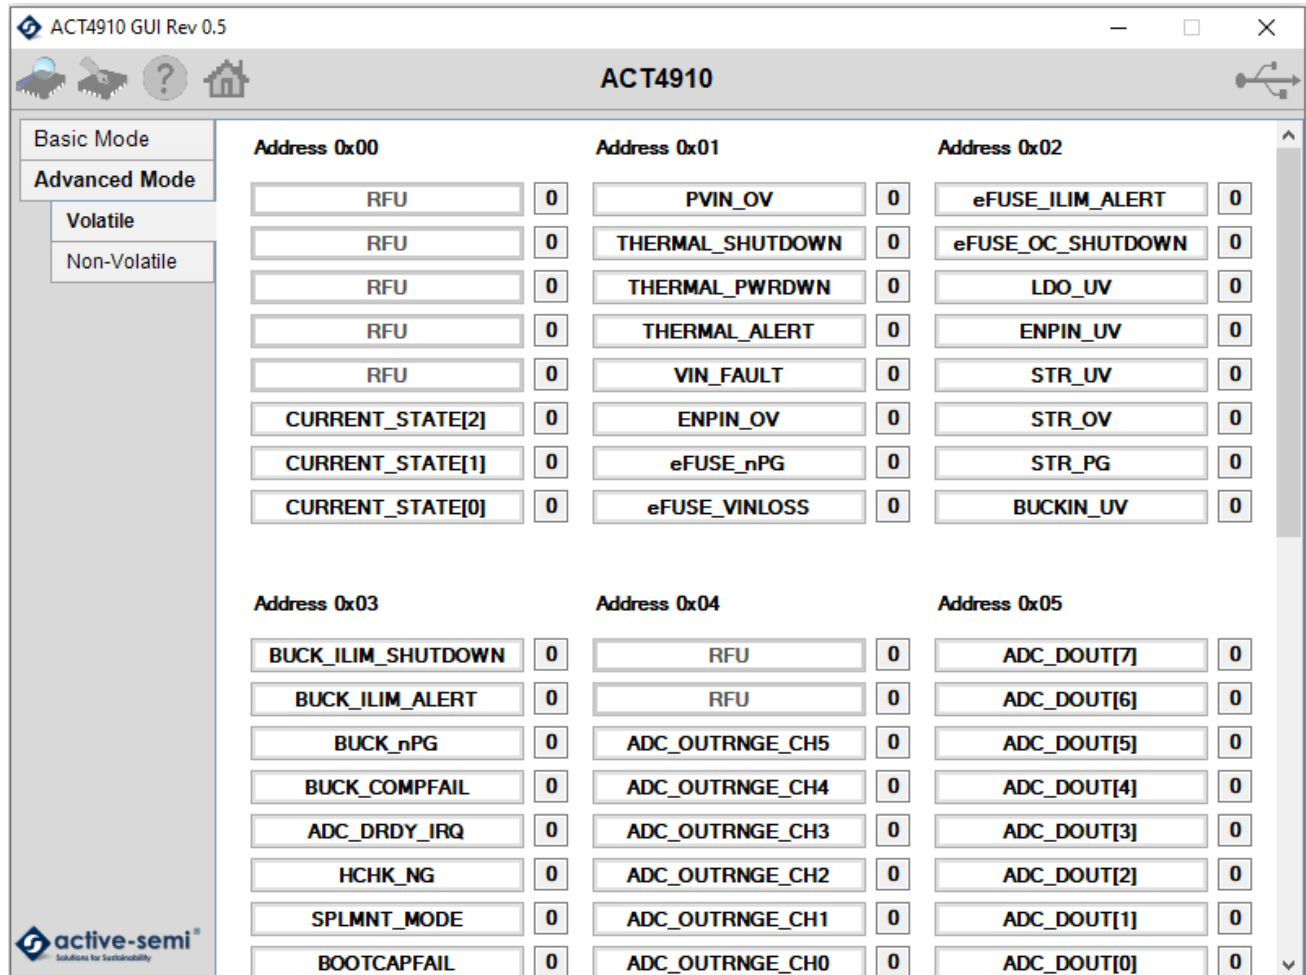 ACT4910 GUI Rev 0.5
ACT4910
Basic Mode
Advanced Mode
Volatile
Non-Volatile
Address 0x00 Address 0x01 Address 0x02
RFU 0 PVIN_OV 0 eFUSE_ILIM_ALERT 0
RFU 0 THERMAL_SHUTDOWN 0 eFUSE_OC_SHUTDOWN 0
RFU 0 THERMAL_PWRDWN 0 LDO_UV 0
RFU 0 THERMAL_ALERT 0 ENPIN_UV 0
RFU 0 VIN_FAULT 0 STR_UV 0
CURRENT_STATE[2] 0 ENPIN_OV 0 STR_OV 0
CURRENT_STATE[1] 0 eFUSE_nPG 0 STR_PG 0
CURRENT_STATE[0] 0 eFUSE_VINLOSS 0 BUCKIN_UV 0
Address 0x03 Address 0x04 Address 0x05
BUCK_ILIM_SHUTDOWN 0 RFU 0 ADC_DOUT[7] 0
BUCK_ILIM_ALERT 0 RFU 0 ADC_DOUT[6] 0
BUCK_nPG 0 ADC_OUTRNGE_CH5 0 ADC_DOUT[5] 0
BUCK_COMPFAIL 0 ADC_OUTRNGE_CH4 0 ADC_DOUT[4] 0
ADC_DRDY_IRQ 0 ADC_OUTRNGE_CH3 0 ADC_DOUT[3] 0
HCHK_NG 0 ADC_OUTRNGE_CH2 0 ADC_DOUT[2] 0
SPLMNT_MODE 0 ADC_OUTRNGE_CH1 0 ADC_DOUT[1] 0
BOOTCAPFAIL 0 ADC_OUTRNGE_CH0 0 ADC_DOUT[0] 0
active-semi®
Solutions for Sustainability